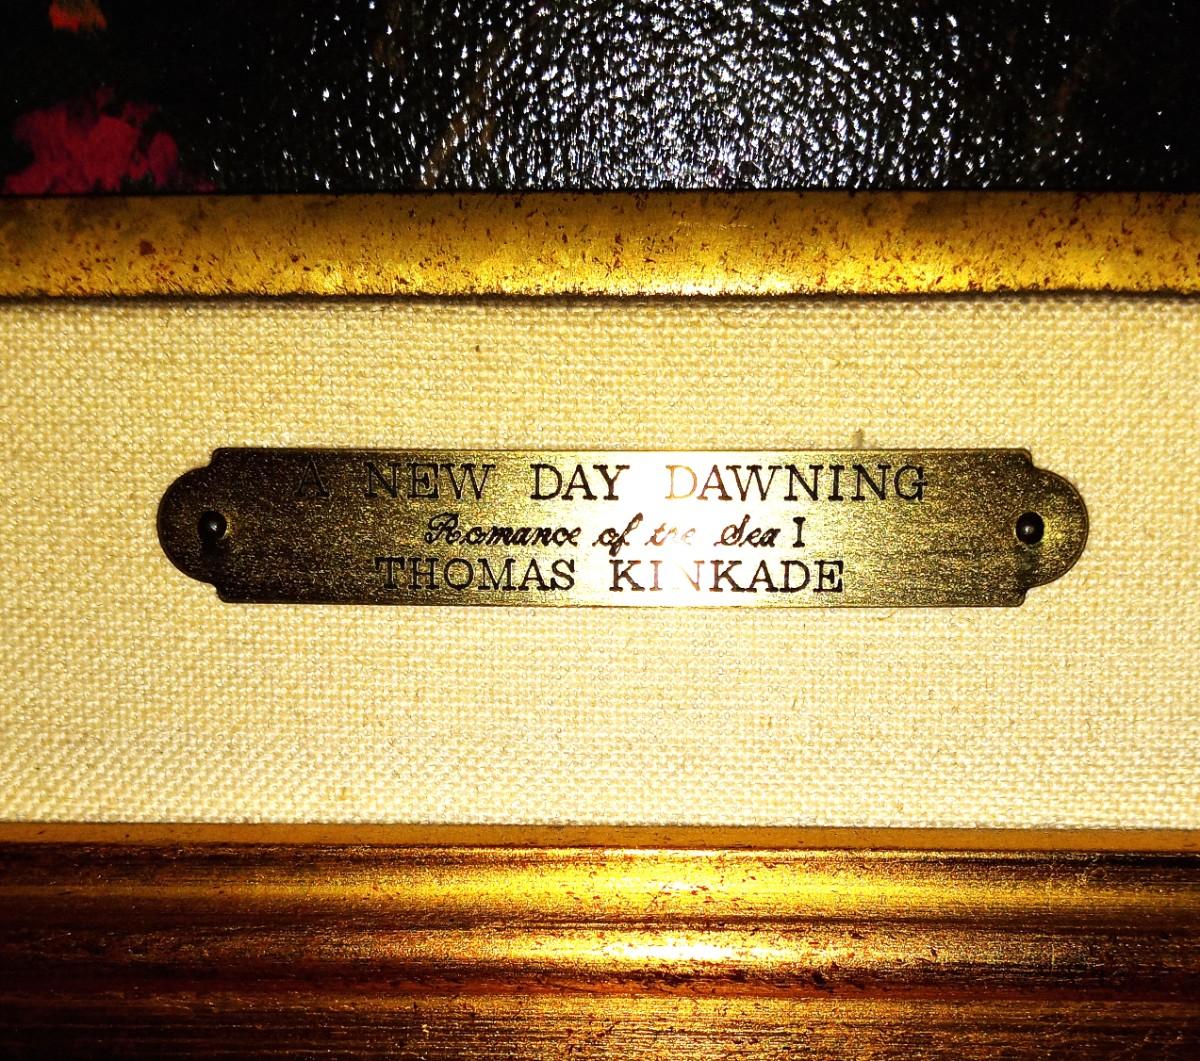 A NEW DAY DAWNING
Romance of the Sea I
THOMAS KINKADE